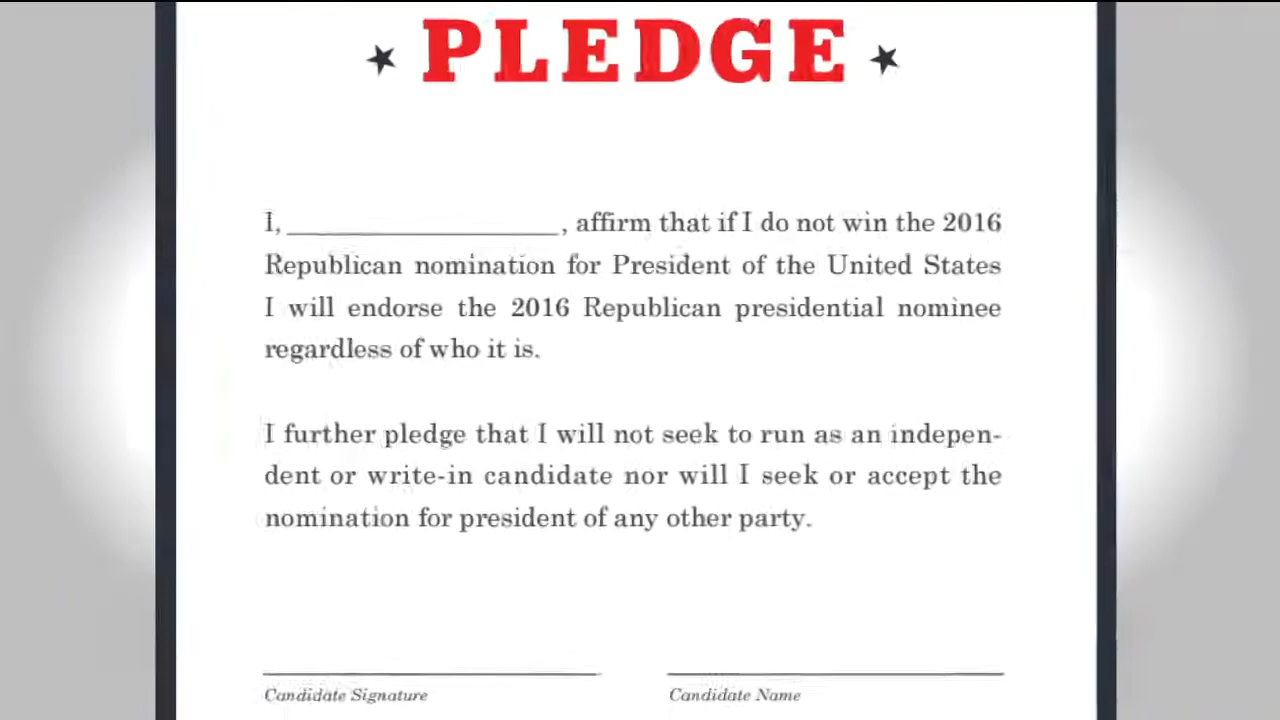 PLEDGE
I, ____________________, affirm that if I do not win the 2016
Republican nomination for President of the United States
I will endorse the 2016 Republican presidential nominee
regardless of who it is.
I further pledge that I will not seek to run as an indepen-
dent or write-in candidate nor will I seek or accept the
nomination for president of any other party.
Candidate Signature
Candidate Name